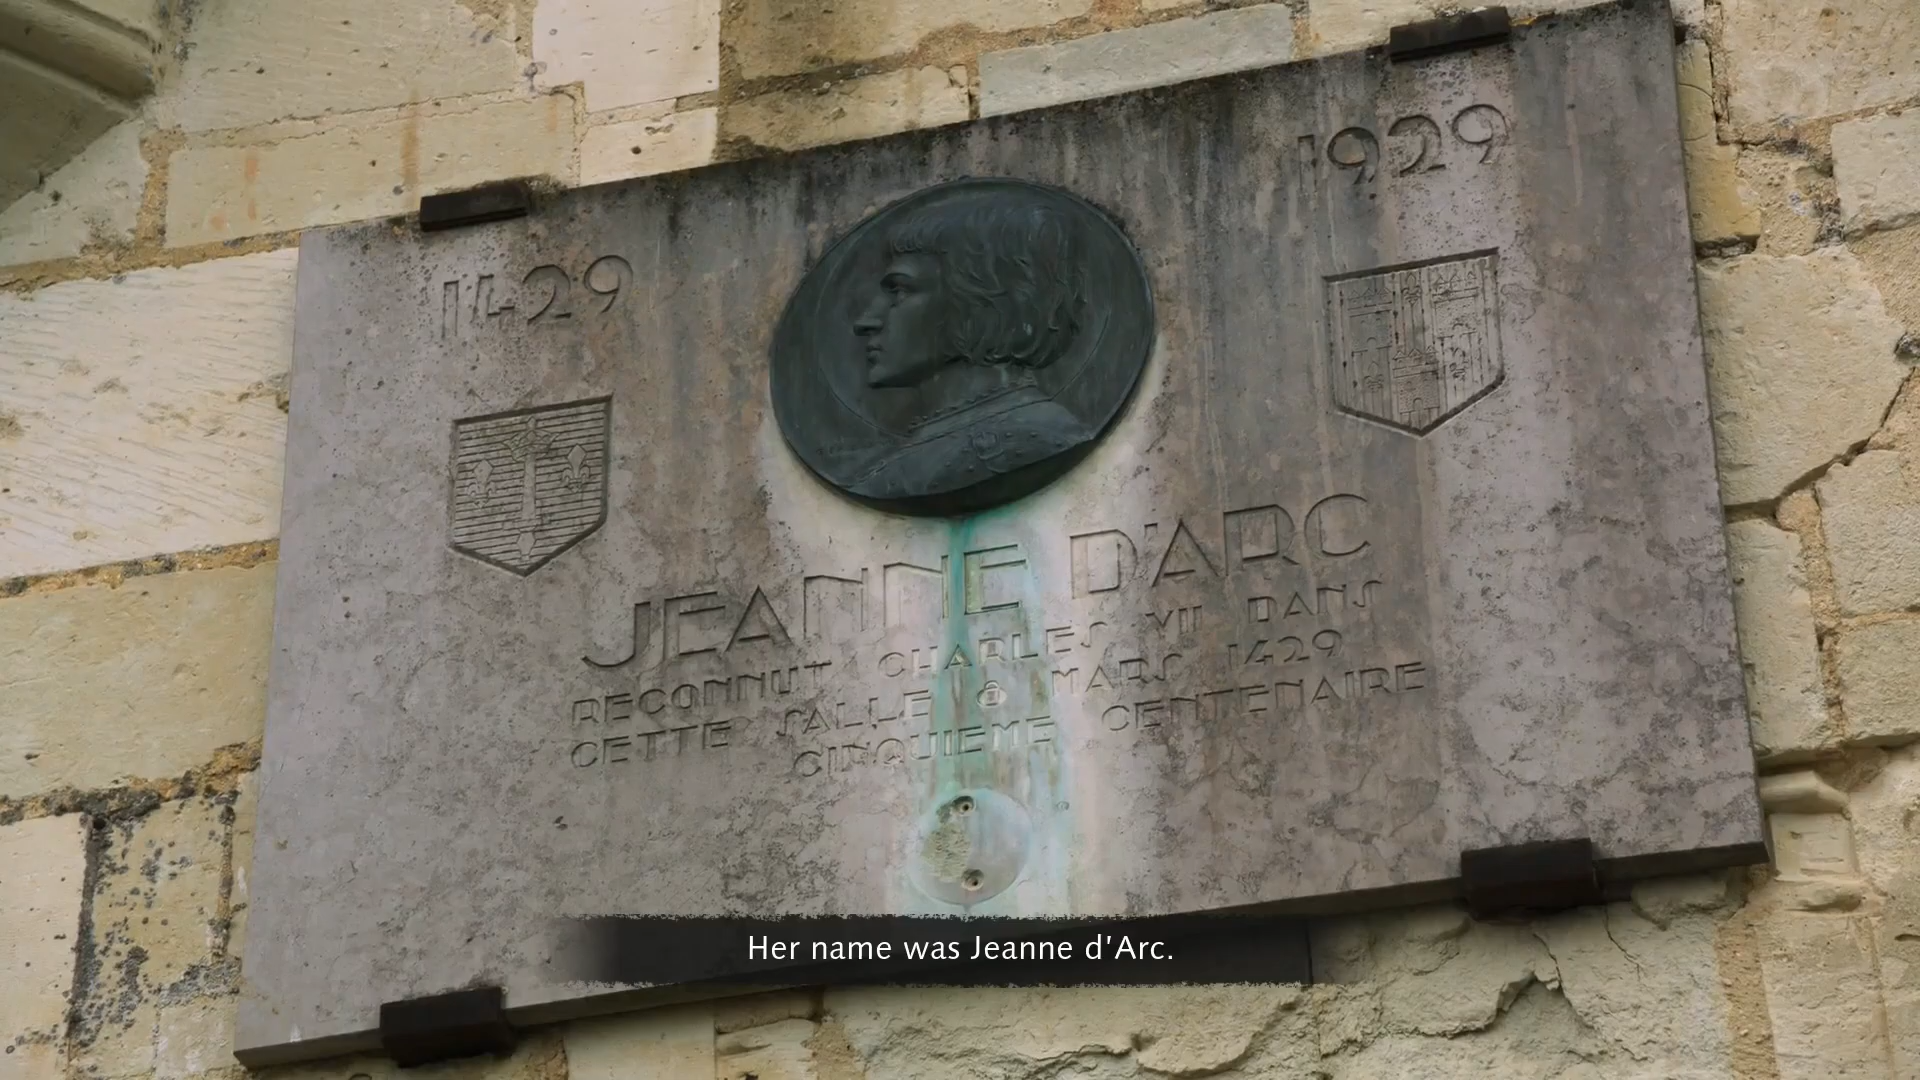 1429
1929
JEANNE D'ARC
RECONNUT CHARLES VII DANS
CETTE SALLE 8 MARS 1429
CINQUIEME CENTENAIRE
Her name was Jeanne d'Arc.